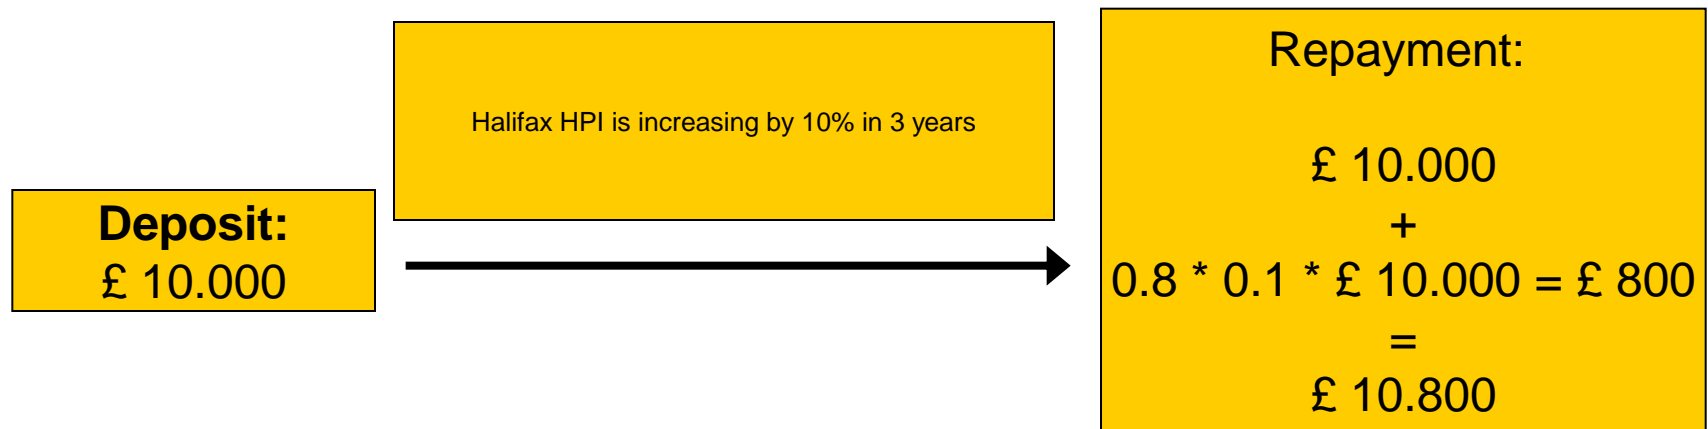 Deposit:
£ 10.000
Halifax HPI is increasing by 10% in 3 years
Repayment:
£ 10.000
+
0.8 * 0.1 * £ 10.000 = £ 800
=
£ 10.800